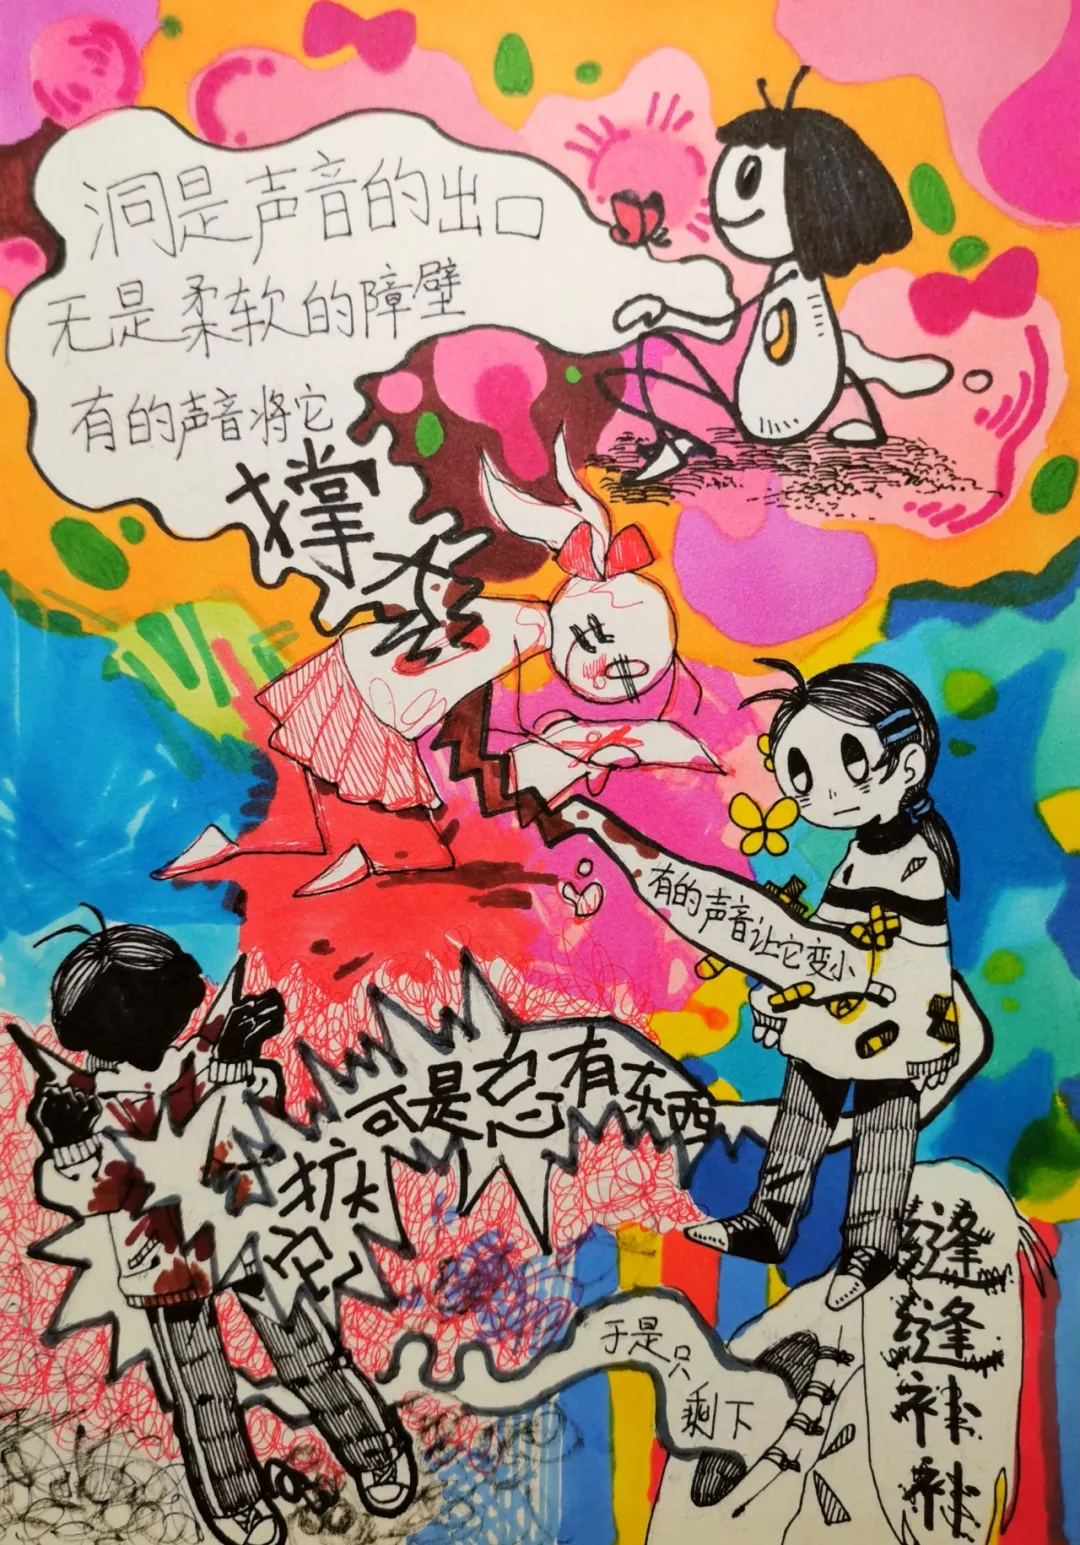 洞是声音的出口
无是柔软的障壁
有的声音将它
撑
有的声音让它变小
可是有东西
扩大它
于是只
剩下
缝缝补补